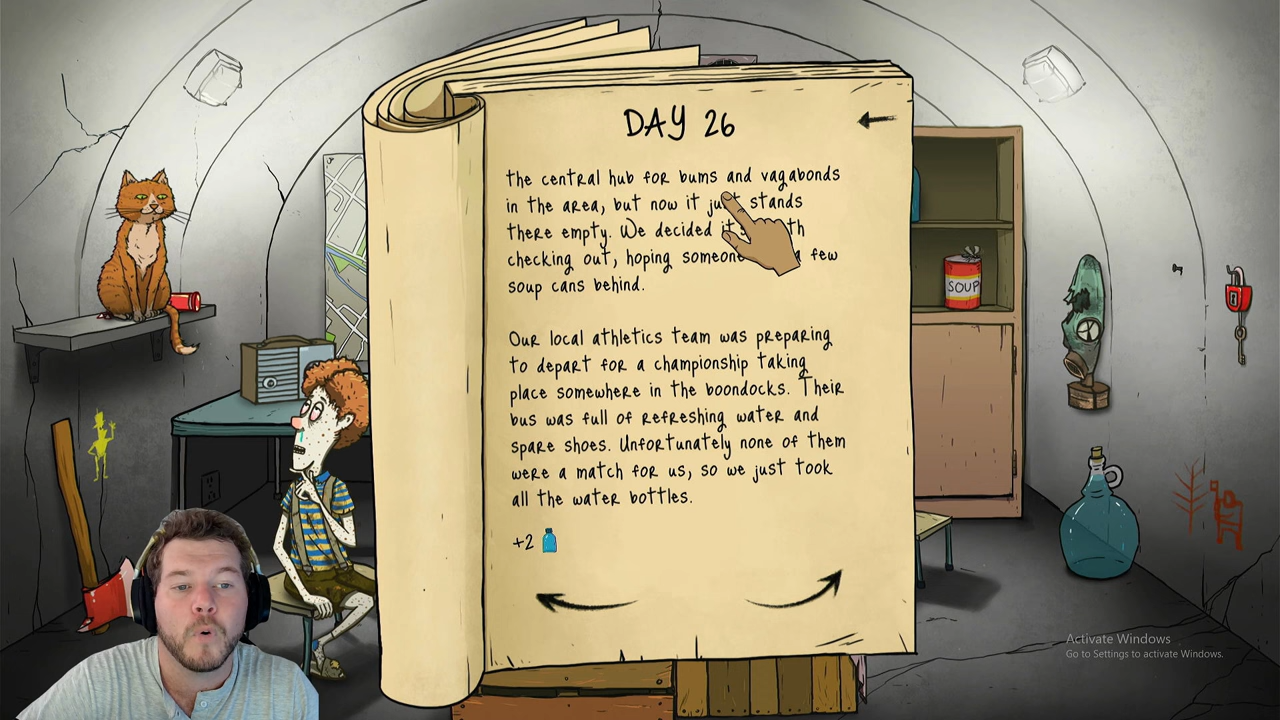 DAY 26
The central hub for bums and vagabonds
in the area, but now it just stands
there empty. We decided it's
checking out, hoping someone few
soup cans behind.
Our local athletics team was preparing
to depart for a championship taking
place somewhere in the boondocks. Their
bus was full of refreshing water and
spare shoes. Unfortunately none of them
were a match for us, so we just took
all the water bottles.
+2
SOUP
Activate Windows
Go to Settings to activate Windows.